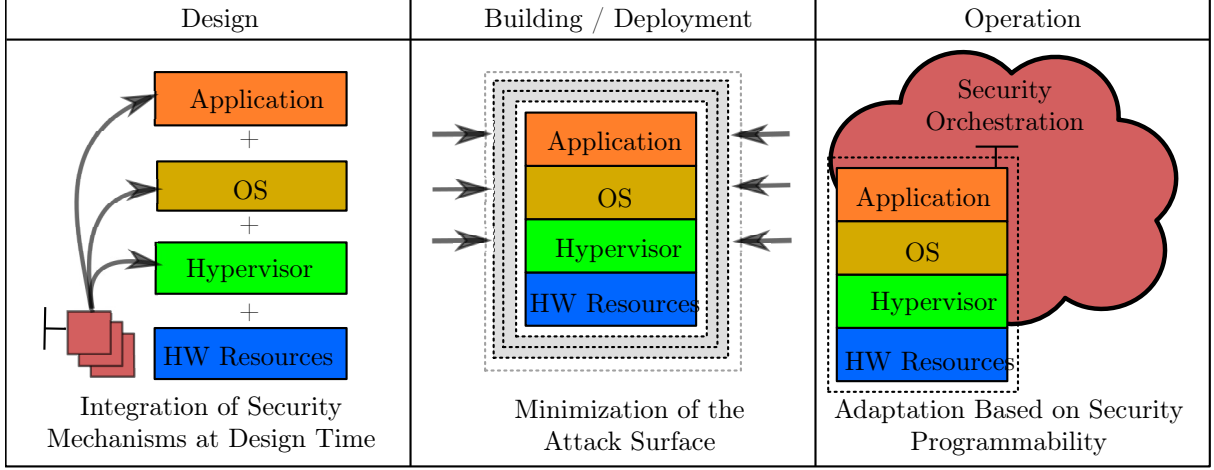 Design
Building / Deployment
Operation
Application
+
OS
+
Hypervisor
+
HW Resources
Integration of Security
Mechanisms at Design Time
Application
OS
Hypervisor
HW Resources
Minimization of the
Attack Surface
Security
Orchestration
Application
OS
Hypervisor
HW Resources
Adaptation Based on Security
Programmability